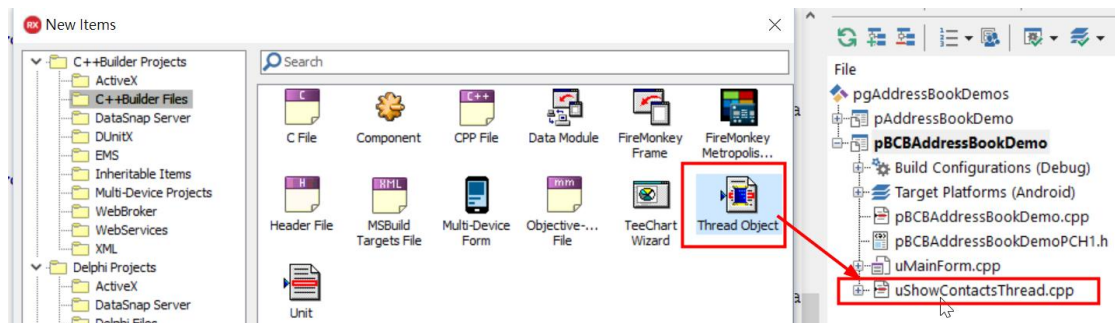 New Items
C++Builder Projects
ActiveX
C++Builder Files
DataSnap Server
DUnitX
EMS
Inheritable Items
Multi-Device Projects
WebBroker
WebServices
XML
Delphi Projects
ActiveX
DataSnap Server
Delphi Files
Search
C File
Component
CPP File
Data Module
FireMonkey
Frame
FireMonkey
Metropolis...
Header File
MSBuild
Targets File
Multi-Device
Form
Objective-...
File
TeeChart
Wizard
Thread Object
Unit
File
pgAddressBookDemos
pAddressBookDemo
pBCBAddressBookDemo
Build Configurations (Debug)
Target Platforms (Android)
pBCBAddressBookDemo.cpp
pBCBAddressBookDemoPCH1.h
uMainForm.cpp
uShowContactsThread.cpp